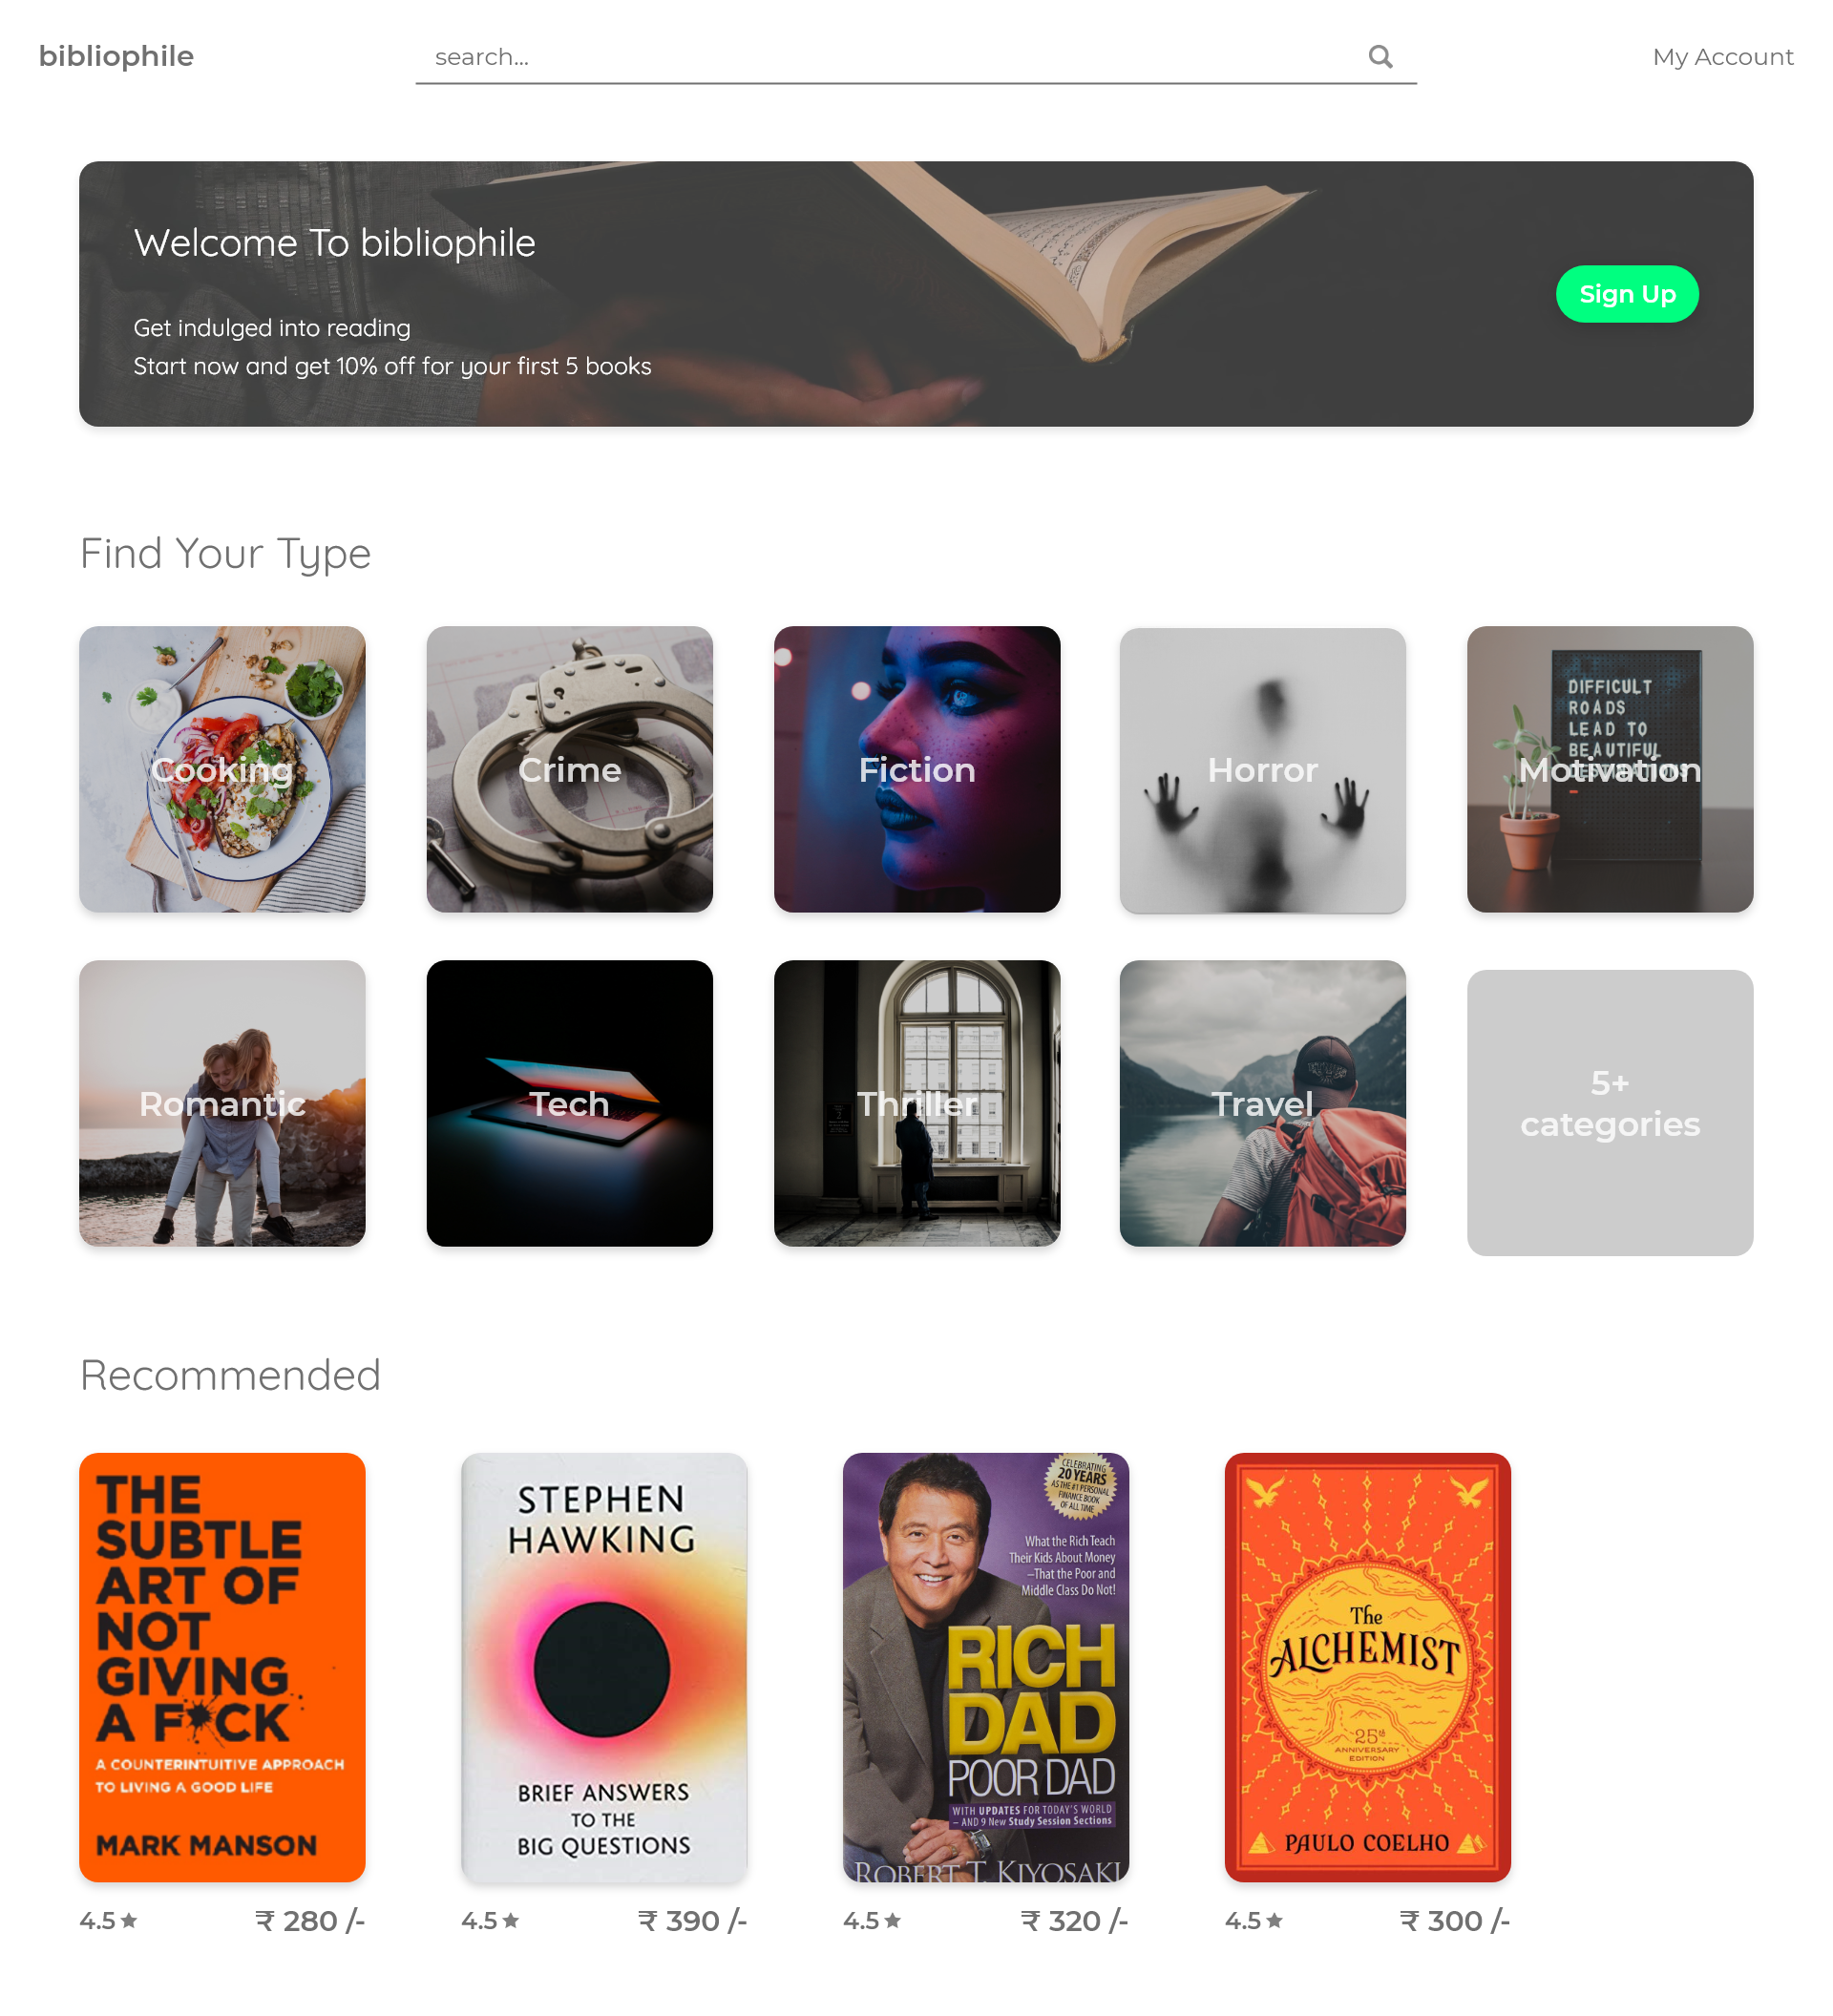 bibliophile
search...
My Account
Welcome To bibliophile
Get indulged into reading
Start now and get 10% off for your first 5 books
Sign Up
Find Your Type
Cooking
Crime
Fiction
Horror
DIFFICULT
ROADS
LEAD TO
BEAUTIFUL
Motivation
Romantic
Tech
Thriller
Travel
5+
categories
Recommended
THE
SUBTLE
ART OF
NOT
GIVING
A F*CK
A COUNTERINTUITIVE APPROACH
TO LIVING A GOOD LIFE
MARK MANSON
4.5 ★
₹ 280 /-
STEPHEN
HAWKING
BRIEF ANSWERS
TO THE
BIG QUESTIONS
4.5 ★
₹ 390 /-
CELEBRATING
20 YEARS
AS THE #1 PERSONAL
FINANCE BOOK
OF ALL TIME
What the Rich Teach
Their Kids About Money
–That the Poor and
Middle Class Do Not!
RICH
DAD
POOR DAD
WITH UPDATES FOR TODAY'S WORLD
– AND 9 New Study Session Sections
ROBERT T. KIYOSAKI
4.5 ★
₹ 320 /-
The
ALCHEMIST
25th
ANNIVERSARY
EDITION
PAULO COELHO
4.5 ★
₹ 300 /-